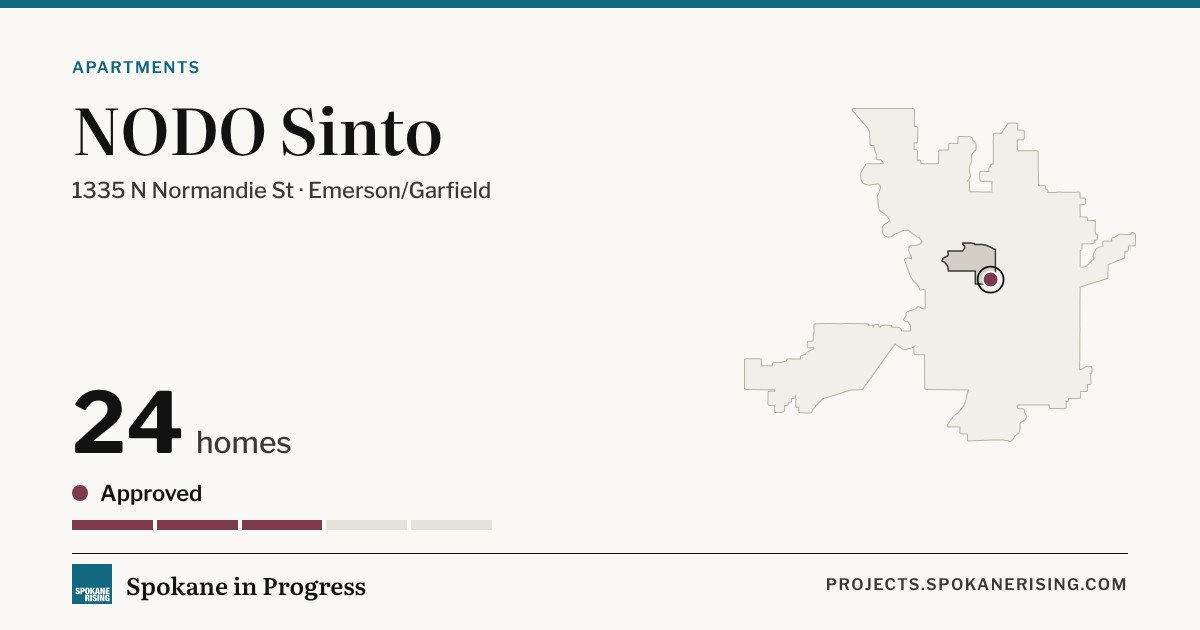 APARTMENTS
NODO Sinto
1335 N Normandie St · Emerson/Garfield
24 homes
Approved
SPOKANE
RISING
Spokane in Progress
PROJECTS.SPOKANERISING.COM